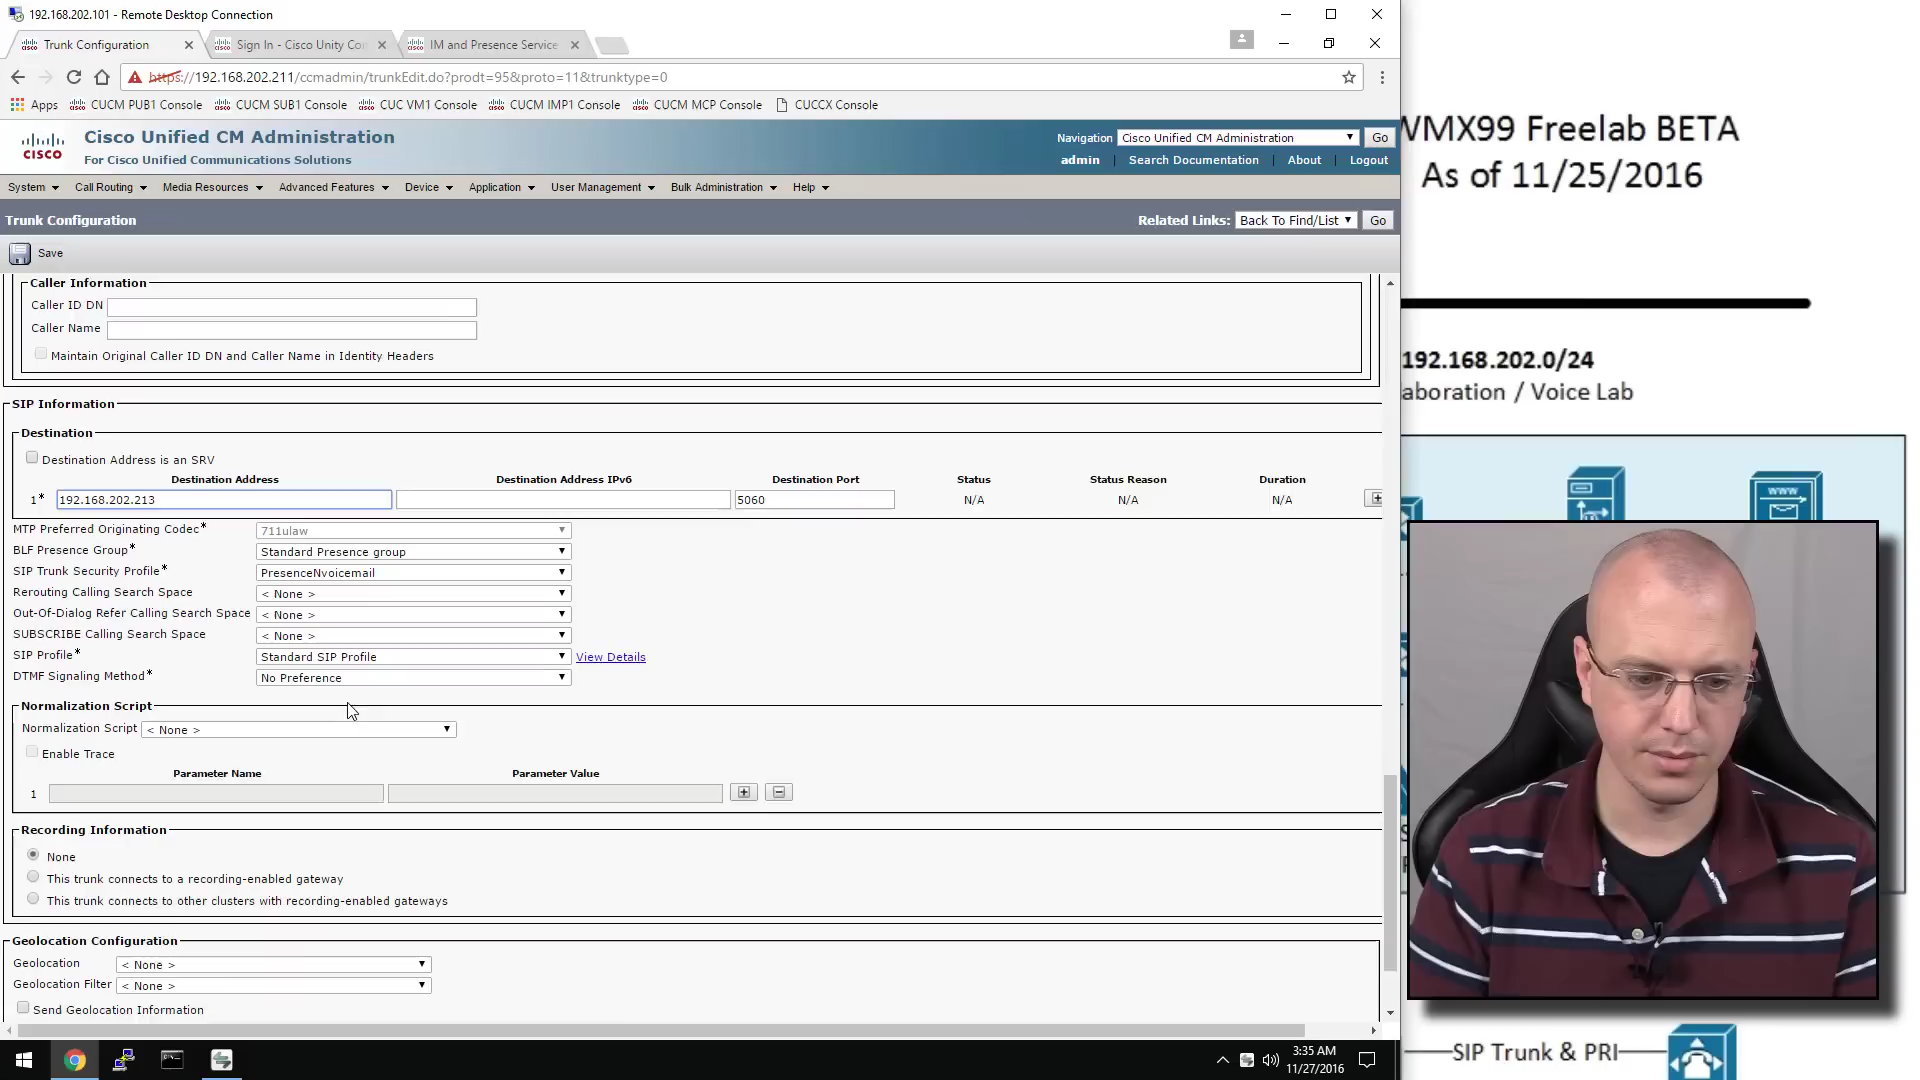 192.168.202.101 - Remote Desktop Connection
Trunk Configuration
Sign In - Cisco Unity Co
IM and Presence Service
https://192.168.202.211/ccmadmin/trunkEdit.do?prodt=95&proto=11&trunktype=0
Apps CUCM PUB1 Console CUCM SUB1 Console CUC VM1 Console CUCM IMP1 Console CUCM MCP Console CUCCX Console
CISCO
Cisco Unified CM Administration
For Cisco Unified Communications Solutions
Navigation Cisco Unified CM Administration Go
admin Search Documentation About Logout
System Call Routing Media Resources Advanced Features Device Application User Management Bulk Administration Help
Trunk Configuration
Related Links: Back To Find/List Go
Save
Caller Information
Caller ID DN
Caller Name
Maintain Original Caller ID DN and Caller Name in Identity Headers
SIP Information
Destination
Destination Address is an SRV
Destination Address Destination Address IPv6 Destination Port Status Status Reason Duration
1* 192.168.202.213 5060 N/A N/A N/A
MTP Preferred Originating Codec* 711ulaw
BLF Presence Group* Standard Presence group
SIP Trunk Security Profile* PresenceNvoicemail
Rerouting Calling Search Space < None >
Out-Of-Dialog Refer Calling Search Space < None >
SUBSCRIBE Calling Search Space < None >
SIP Profile* Standard SIP Profile View Details
DTMF Signaling Method* No Preference
Normalization Script
Normalization Script < None >
Enable Trace
Parameter Name Parameter Value
1
Recording Information
None
This trunk connects to a recording-enabled gateway
This trunk connects to other clusters with recording-enabled gateways
Geolocation Configuration
Geolocation < None >
Geolocation Filter < None >
Send Geolocation Information
3:35 AM
11/27/2016
WMX99 Freelab BETA
As of 11/25/2016
192.168.202.0/24
aboration / Voice Lab
WWW
SIP Trunk & PRI